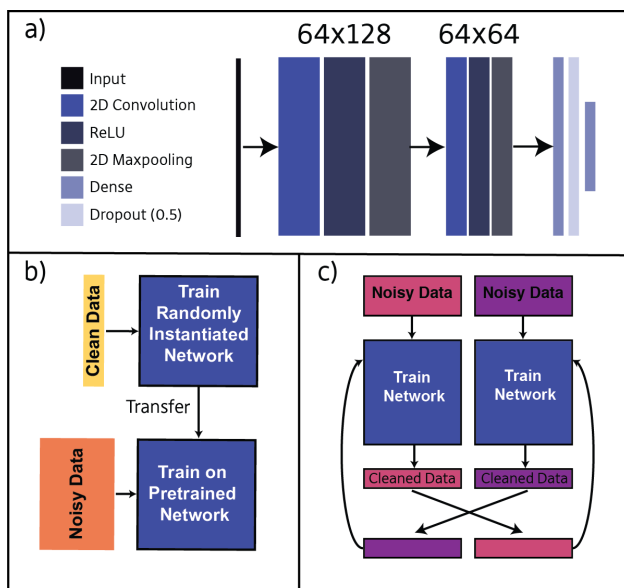 a)
64x128
64x64
Input
2D Convolution
ReLU
2D Maxpooling
Dense
Dropout (0.5)
b)
Clean Data
Train
Randomly
Instantiated
Network
Transfer
Noisy Data
Train on
Pretrained
Network
c)
Noisy Data
Noisy Data
Train
Network
Train
Network
Cleaned Data
Cleaned Data